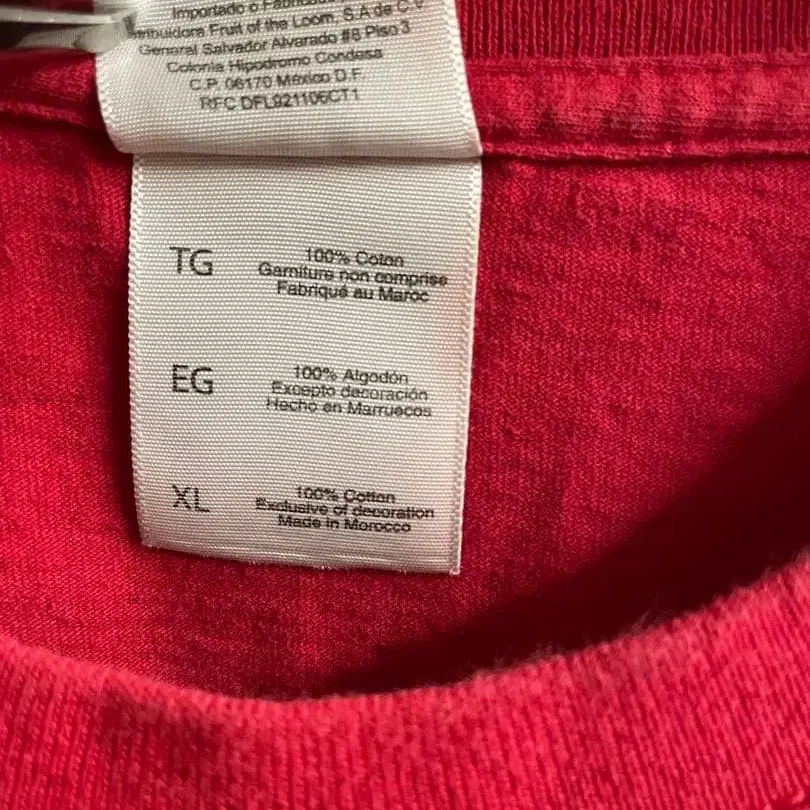 Importado o
tribuidora Fruit of the Loom, S.A de C.V
General Salvador Alvarado #8 Piso 3
Colonia Hipodromo Condesa
C.P. 06170 México D.F.
RFC DFL921106CT1
TG
100% Coton
Garniture non comprise
Fabriqué au Maroc
EG
100% Algodón
Excepto decoración
Hecho en Marruecos
XL
100% Cotton
Exclusive of decoration
Made in Morocco